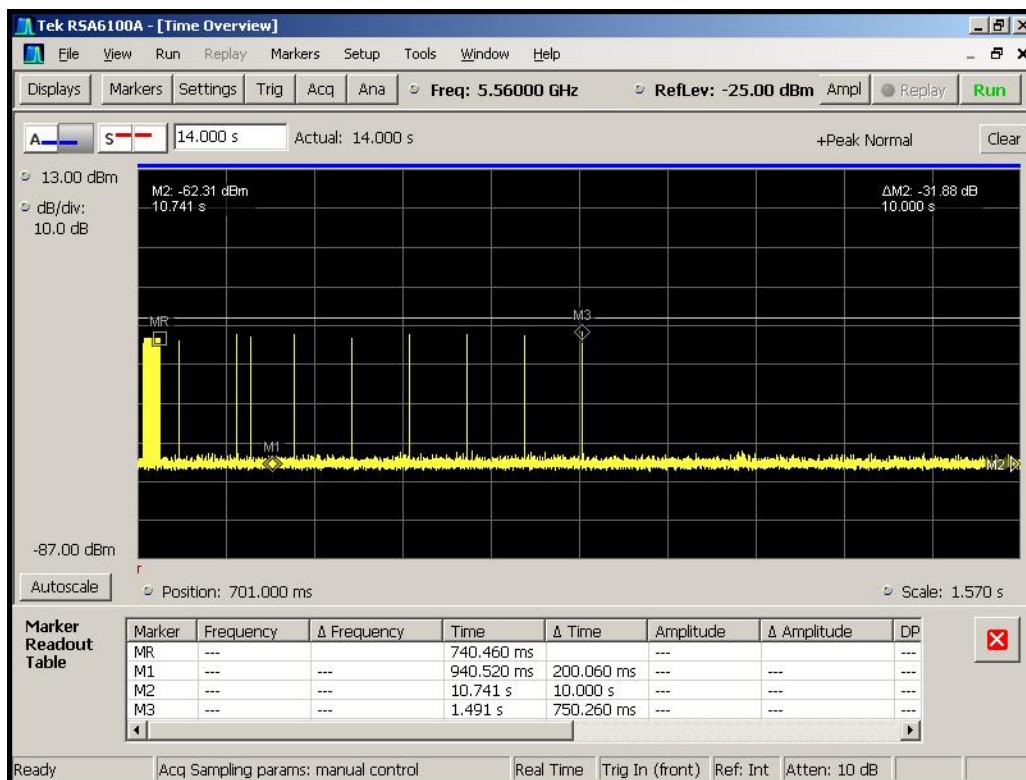 Tek RSA6100A - [Time Overview]
File View Run Replay Markers Setup Tools Window Help
Displays Markers Settings Trig Acq Ana Freq: 5.56000 GHz RefLev: -25.00 dBm Ampl Replay Run
A S 14.000 s Actual: 14.000 s +Peak Normal Clear
13.00 dBm
dB/div:
10.0 dB
M2: -62.31 dBm
10.741 s
ΔM2: -31.88 dB
10.000 s
MR
M3
M1
M2
-87.00 dBm
r
Autoscale Position: 701.000 ms Scale: 1.570 s
Marker
Readout
Table
Marker Frequency Δ Frequency Time Δ Time Amplitude Δ Amplitude DP
MR --- 740.460 ms --- ---
M1 --- --- 940.520 ms 200.060 ms --- --- ---
M2 --- --- 10.741 s 10.000 s --- --- ---
M3 --- --- 1.491 s 750.260 ms --- --- ---
Ready Acq Sampling params: manual control Real Time Trig In (front) Ref: Int Atten: 10 dB